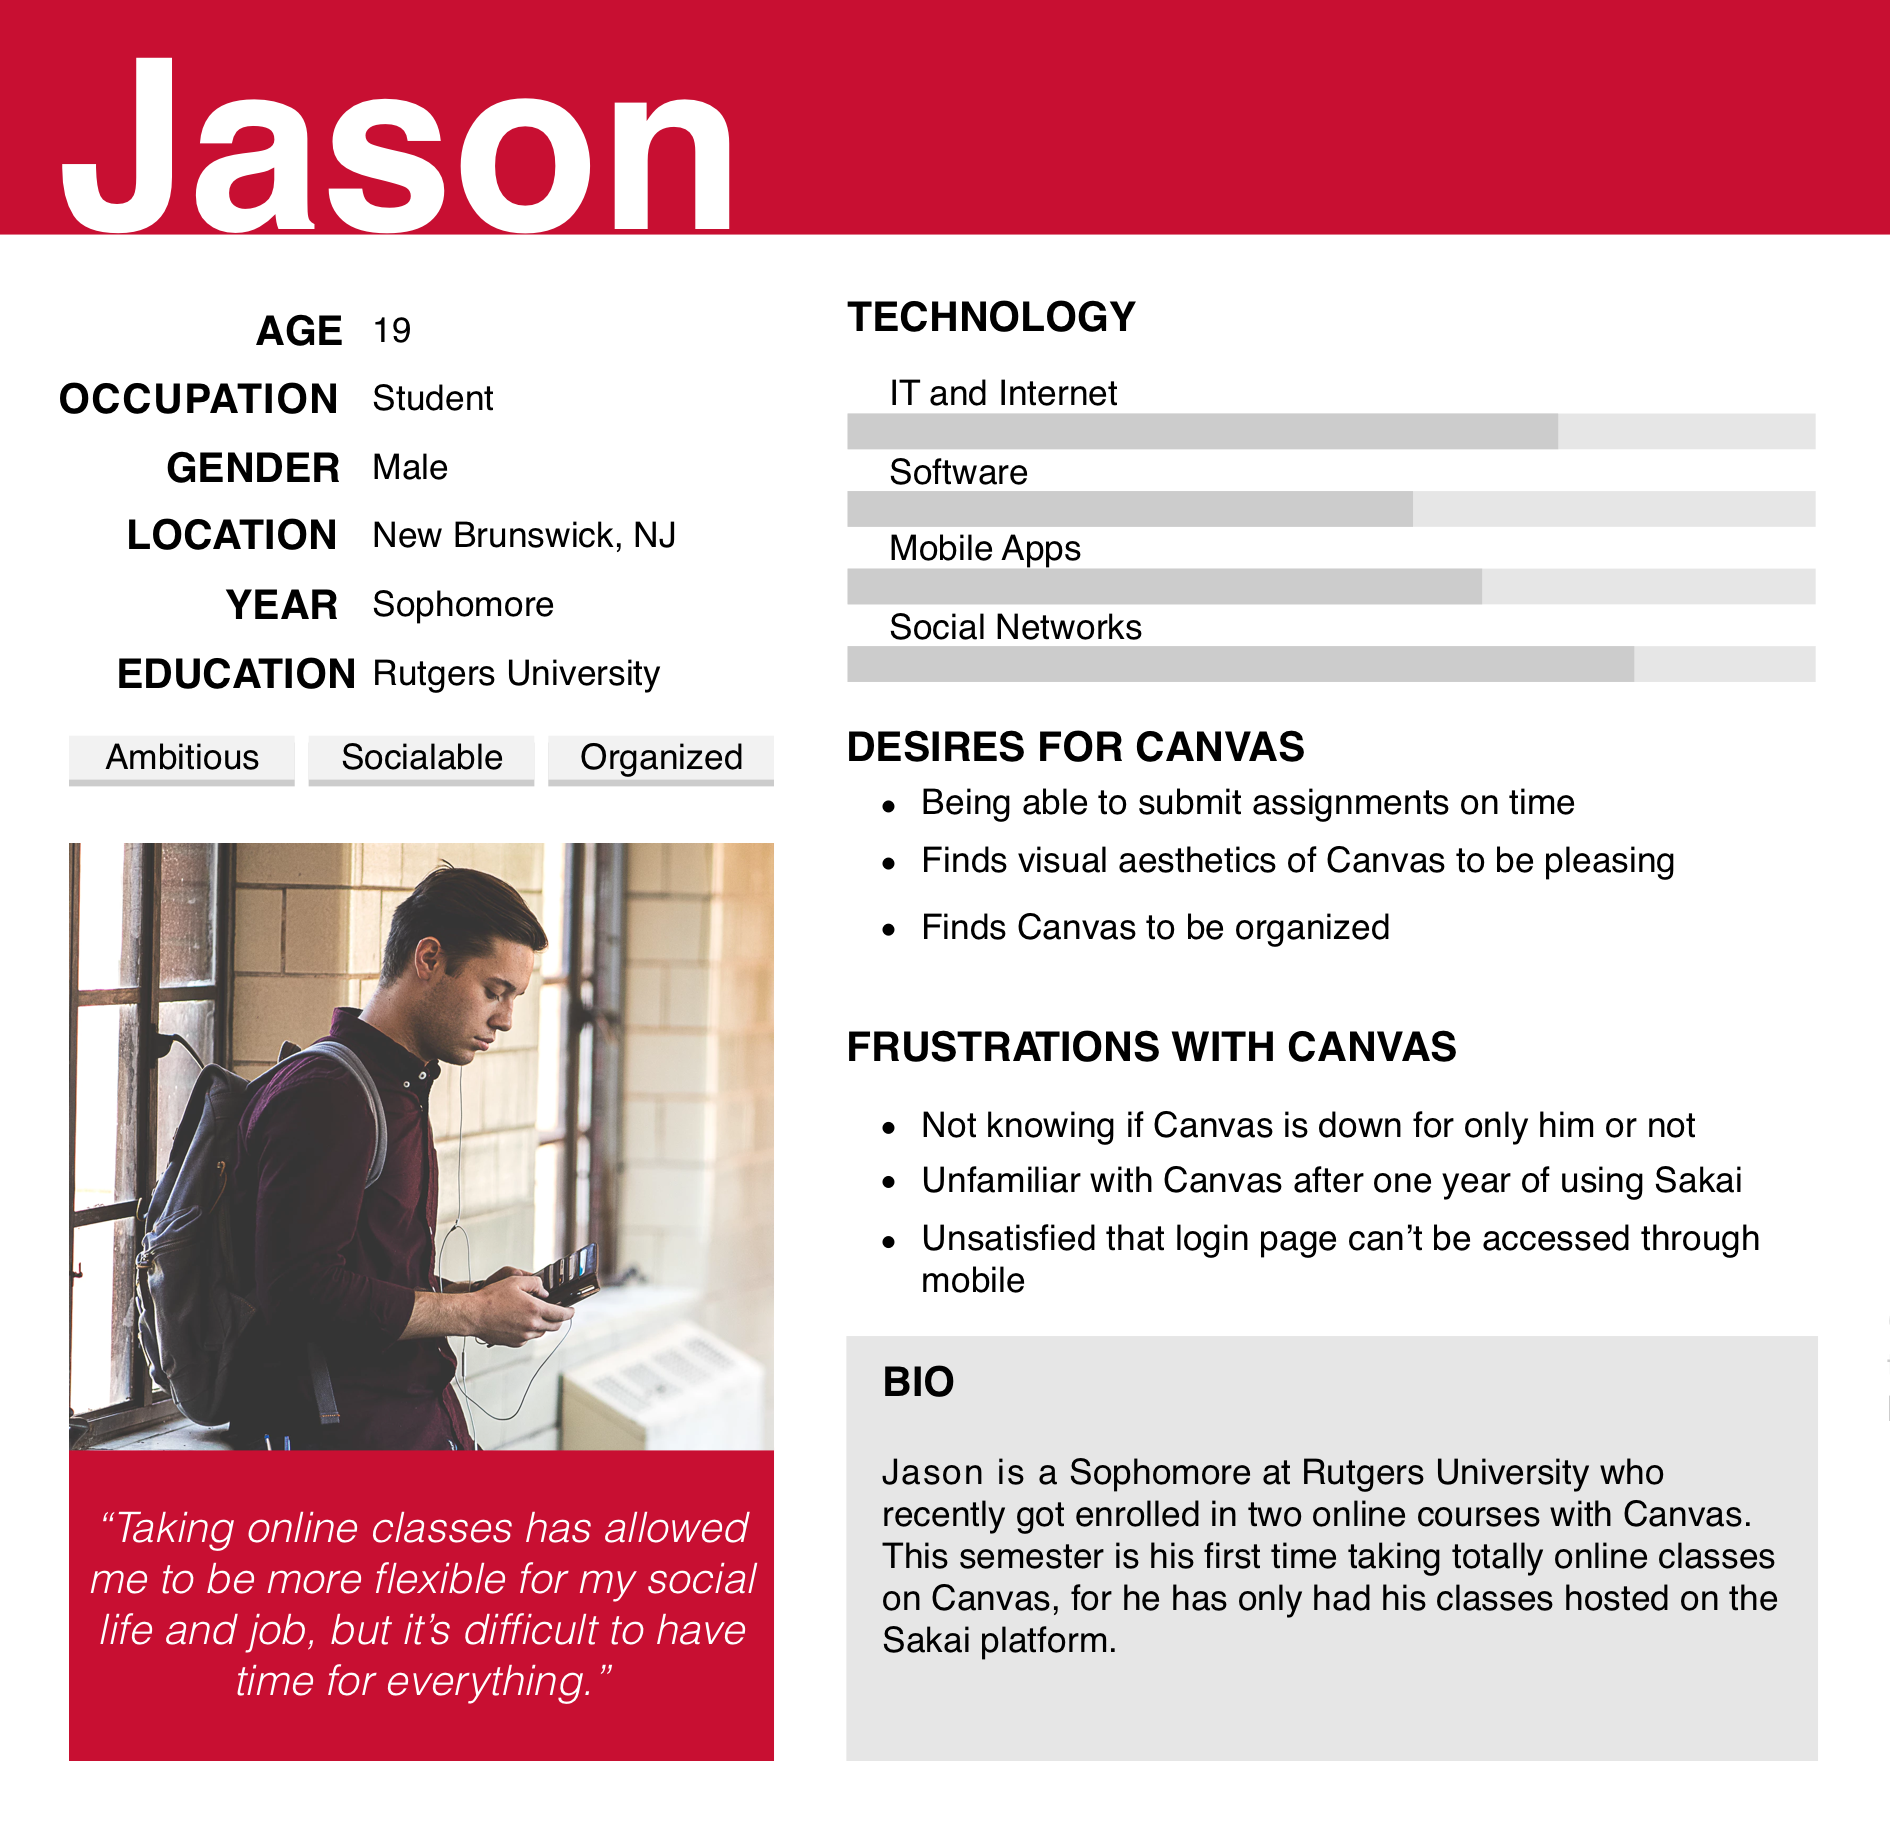 Jason
AGE 19
OCCUPATION Student
GENDER Male
LOCATION New Brunswick, NJ
YEAR Sophomore
EDUCATION Rutgers University
Ambitious Socialable Organized
“Taking online classes has allowed
me to be more flexible for my social
life and job, but it’s difficult to have
time for everything.”
TECHNOLOGY
IT and Internet
Software
Mobile Apps
Social Networks
DESIRES FOR CANVAS
• Being able to submit assignments on time
• Finds visual aesthetics of Canvas to be pleasing
• Finds Canvas to be organized
FRUSTRATIONS WITH CANVAS
• Not knowing if Canvas is down for only him or not
• Unfamiliar with Canvas after one year of using Sakai
• Unsatisfied that login page can’t be accessed through
mobile
BIO
Jason is a Sophomore at Rutgers University who
recently got enrolled in two online courses with Canvas.
This semester is his first time taking totally online classes
on Canvas, for he has only had his classes hosted on the
Sakai platform.